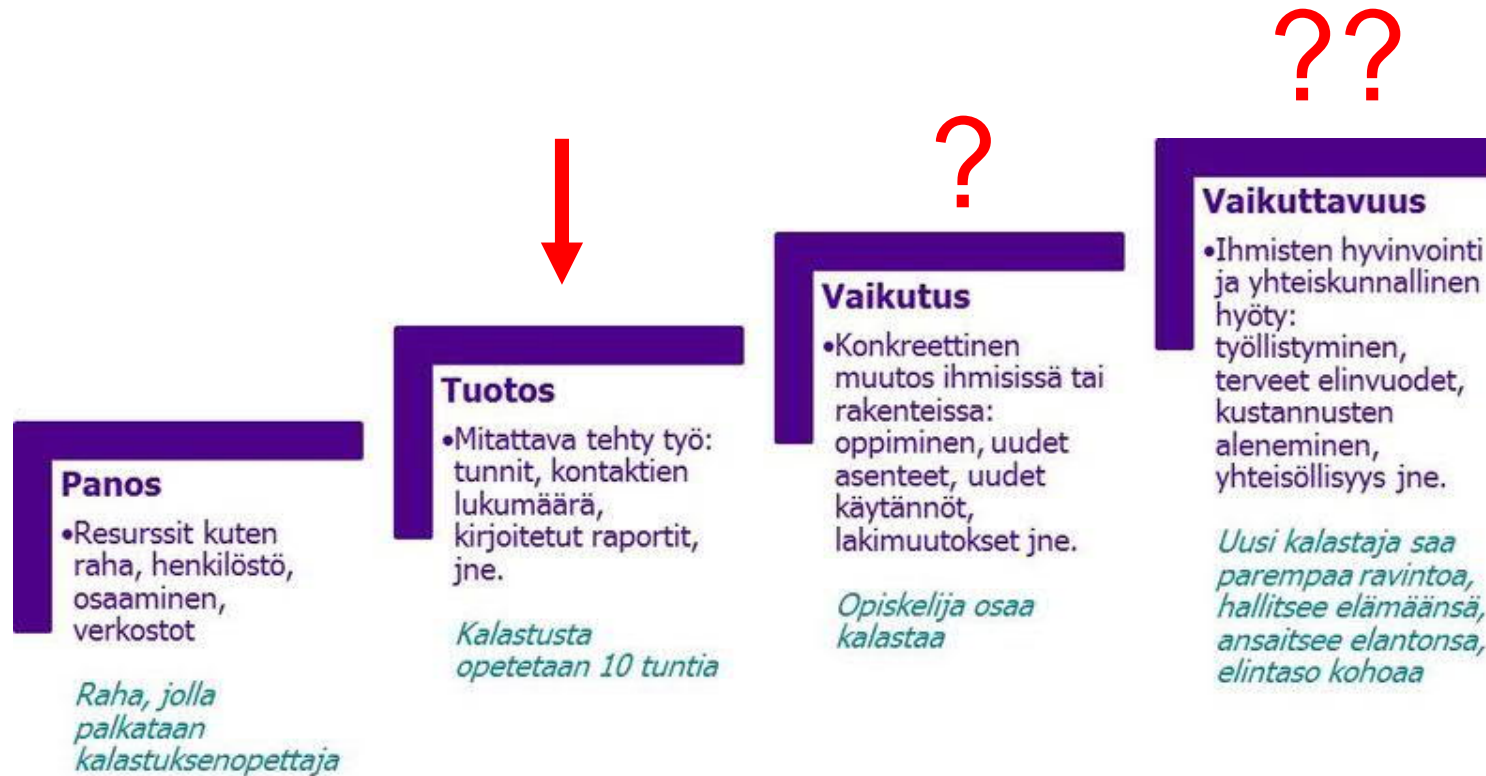 Panos
•Resurssit kuten
raha, henkilöstö,
osaaminen,
verkostot
Raha, jolla
palkataan
kalastuksenopettaja
Tuotos
•Mitattava tehty työ:
tunnit, kontaktien
lukumäärä,
kirjoitetut raportit,
jne.
Kalastusta
opetetaan 10 tuntia
?
Vaikutus
•Konkreettinen
muutos ihmisissä tai
rakenteissa:
oppiminen, uudet
asenteet, uudet
käytännöt,
lakimuutokset jne.
Opiskelija osaa
kalastaa
??
Vaikuttavuus
•Ihmisten hyvinvointi
ja yhteiskunnallinen
hyöty:
työllistyminen,
terveet elinvuodet,
kustannusten
aleneminen,
yhteisöllisyys jne.
Uusi kalastaja saa
parempaa ravintoa,
hallitsee elämäänsä,
ansaitsee elantonsa,
elintaso kohoaa